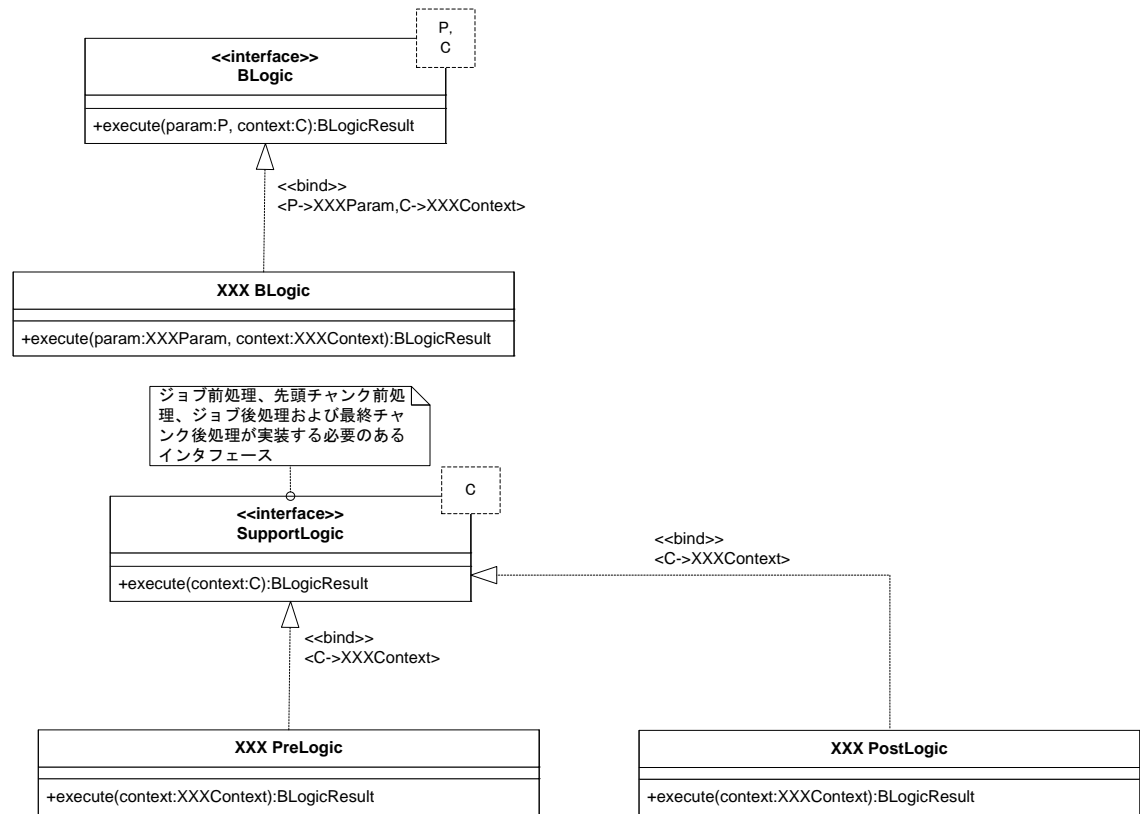 P,
C
<<interface>>
BLogic
+execute(param:P, context:C):BLogicResult
<<bind>>
<P->XXXParam,C->XXXContext>
XXX BLogic
+execute(param:XXXParam, context:XXXContext):BLogicResult
ジョブ前処理、先頭チャンク前処
理、ジョブ後処理および最終チャ
ンク後処理が実装する必要のある
インタフェース
C
<<interface>>
SupportLogic
+execute(context:C):BLogicResult
<<bind>>
<C->XXXContext>
<<bind>>
<C->XXXContext>
XXX PreLogic
+execute(context:XXXContext):BLogicResult
XXX PostLogic
+execute(context:XXXContext):BLogicResult